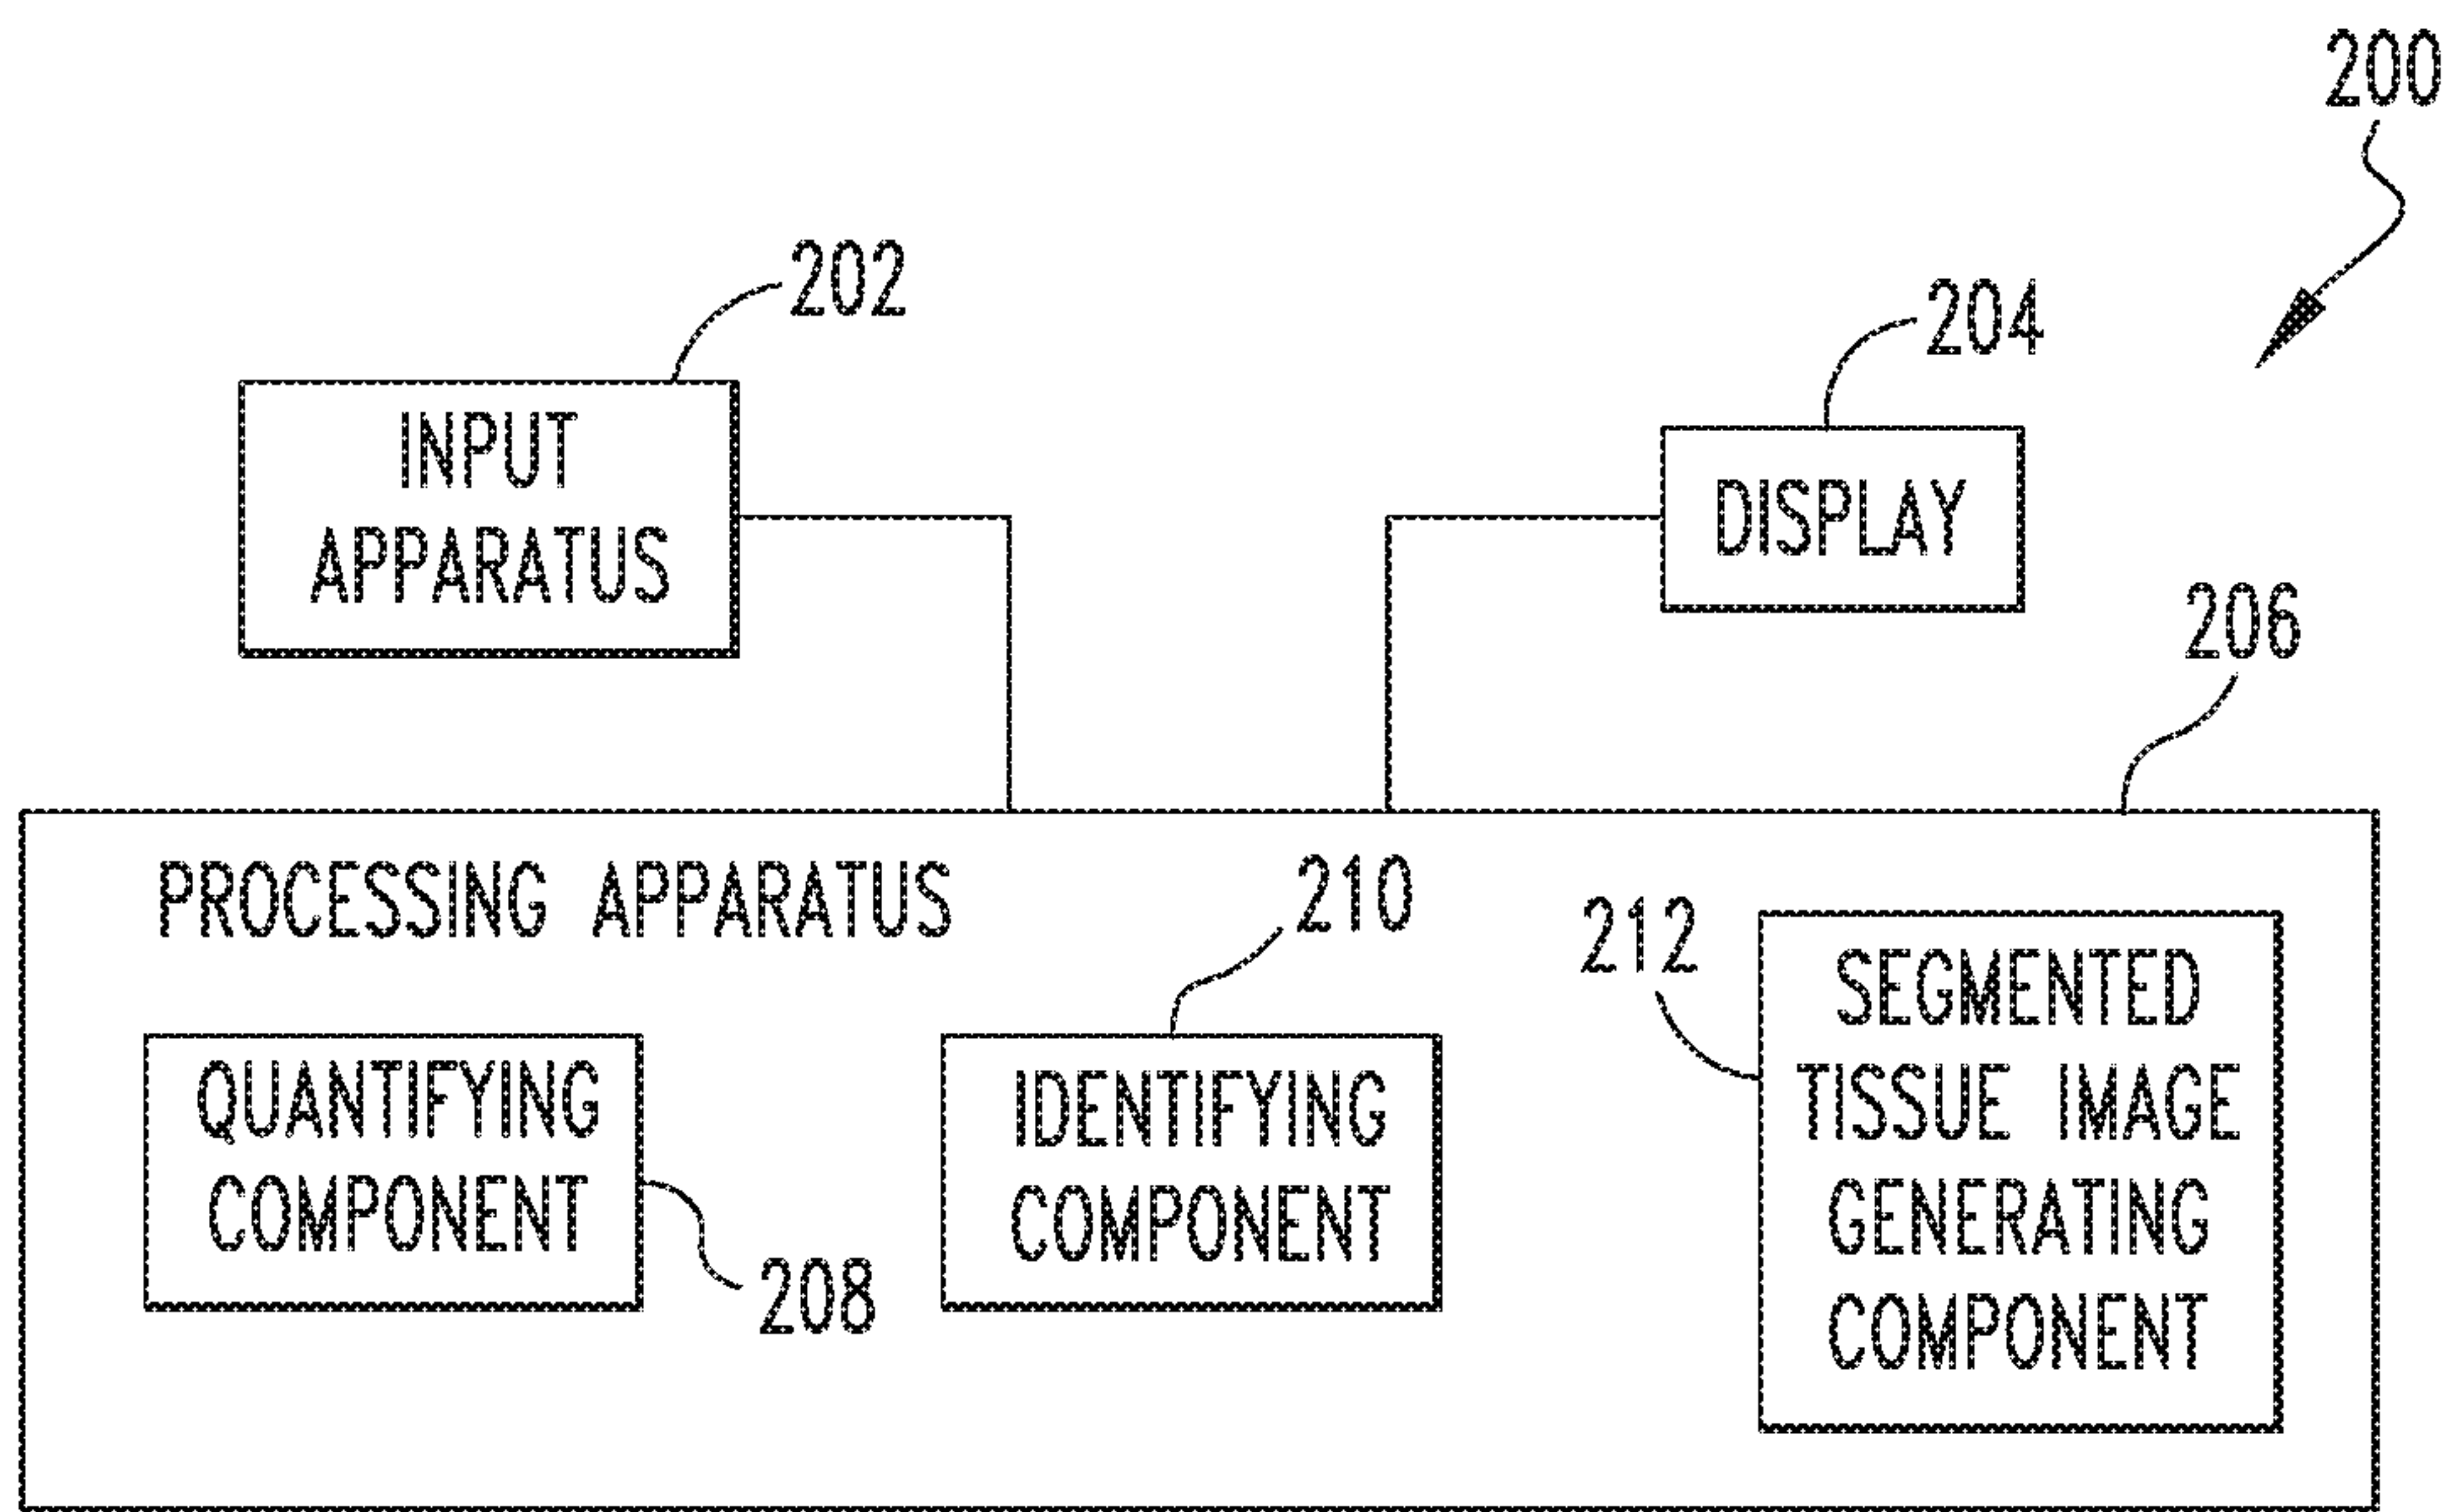 200
202
204
INPUT
APPARATUS
DISPLAY
206
PROCESSING APPARATUS
210
212
SEGMENTED
TISSUE IMAGE
GENERATING
COMPONENT
QUANTIFYING
COMPONENT
IDENTIFYING
COMPONENT
208